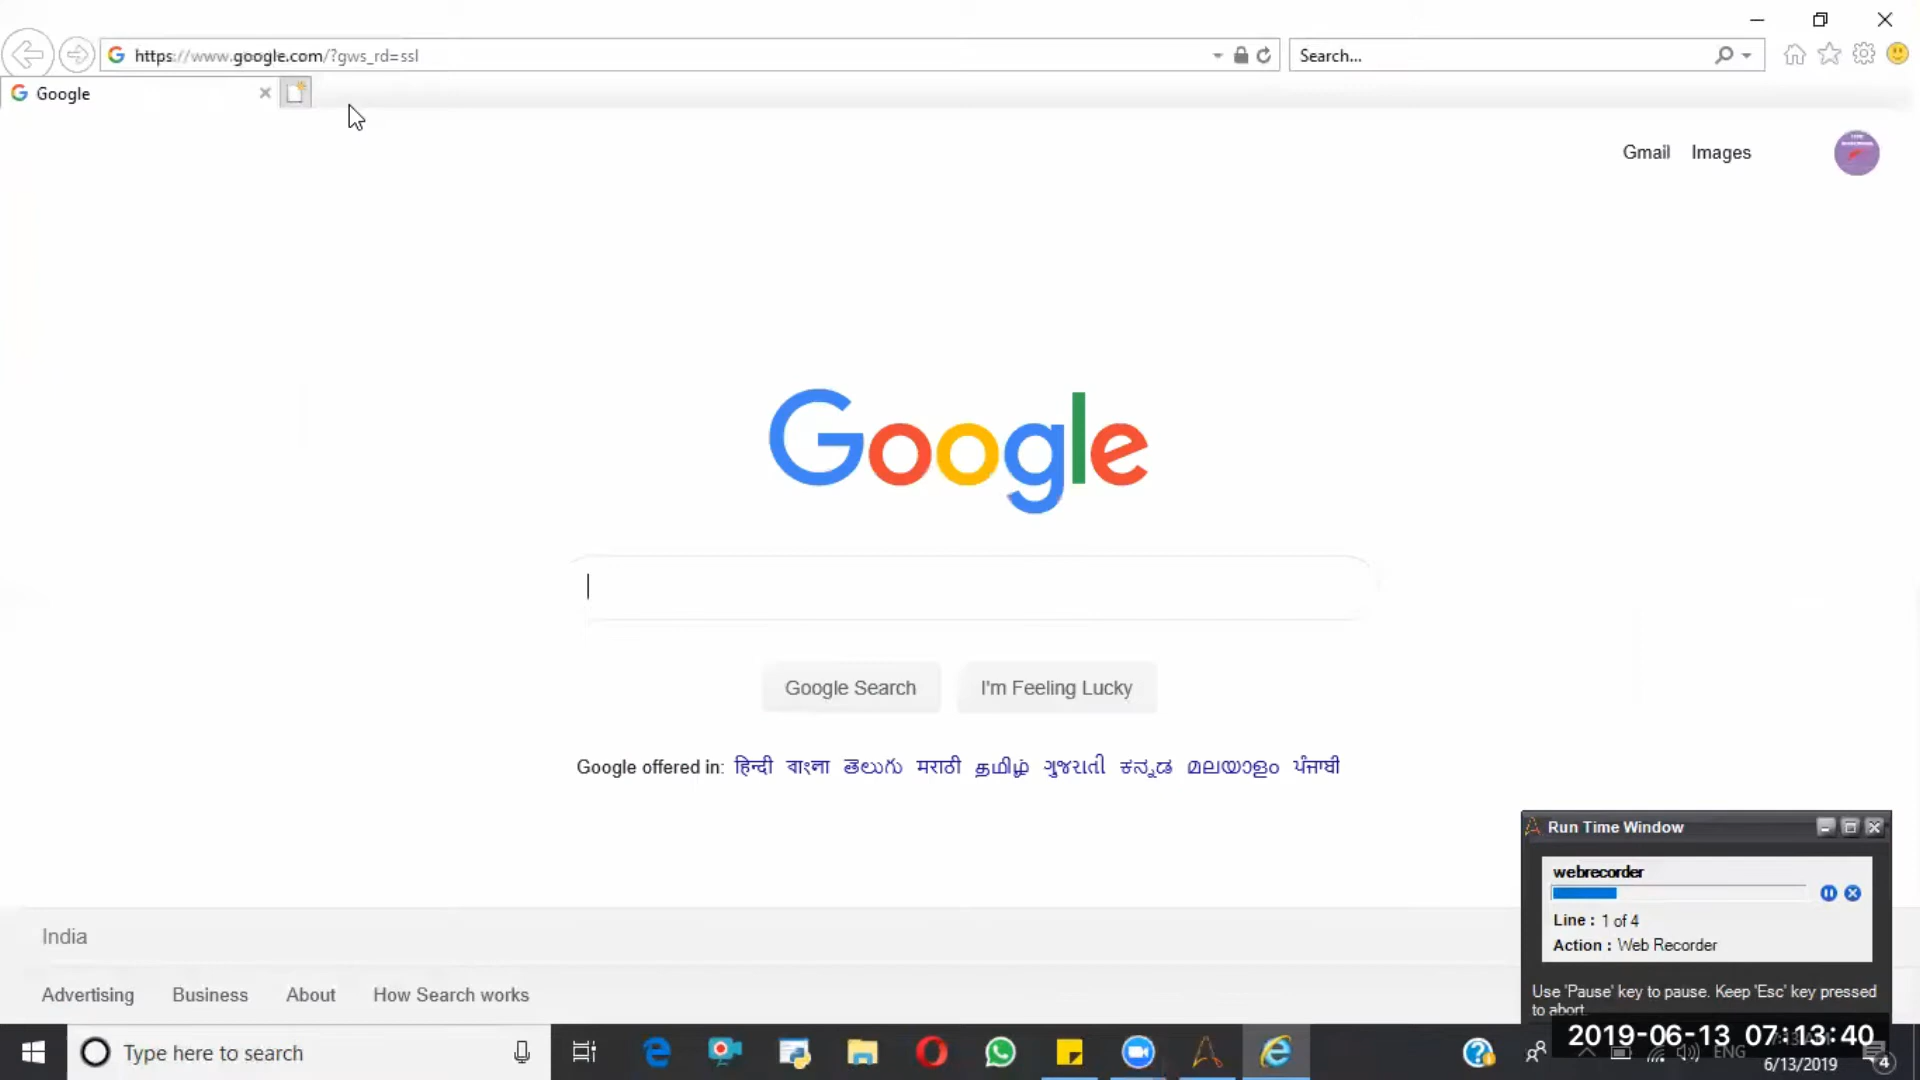 https://www.google.com/?gws_rd=ssl
Search...
Google
Gmail Images
Google
Google Search
I'm Feeling Lucky
Google offered in: हिन्दी বাংলা తెలుగు मराठी தமிழ் ગુજરાતી ಕನ್ನಡ മലയാളം ਪੰਜਾਬੀ
India
Advertising Business About How Search works
Run Time Window
webrecorder
Line : 1 of 4
Action : Web Recorder
Use 'Pause' key to pause. Keep 'Esc' key pressed
to abort.
Type here to search
2019-06-13 07:13:40
ENG
6/13/2019
4